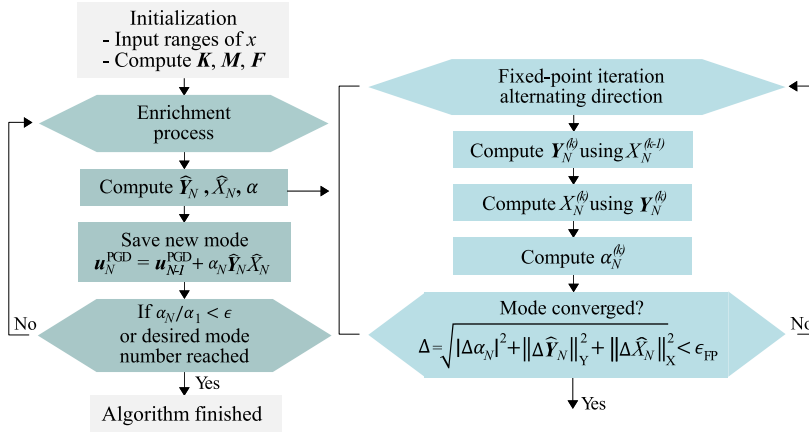 Initialization
- Input ranges of x
- Compute K, M, F
Enrichment
process
Compute Ŷ_N , X̂_N, α
Save new mode
u_N^PGD = u_N-1^PGD + α_N Ŷ_N X̂_N
If α_N/α_1 < ϵ
or desired mode
number reached
No
Yes
Algorithm finished
Fixed-point iteration
alternating direction
Compute Y_N^(k) using X_N^(k-1)
Compute X_N^(k) using Y_N^(k)
Compute α_N^(k)
Mode converged?
Δ = √(|Δα_N|² + ‖ΔŶ_N‖_Y² + ‖ΔX̂_N‖_X²) < ϵ_FP
No
Yes